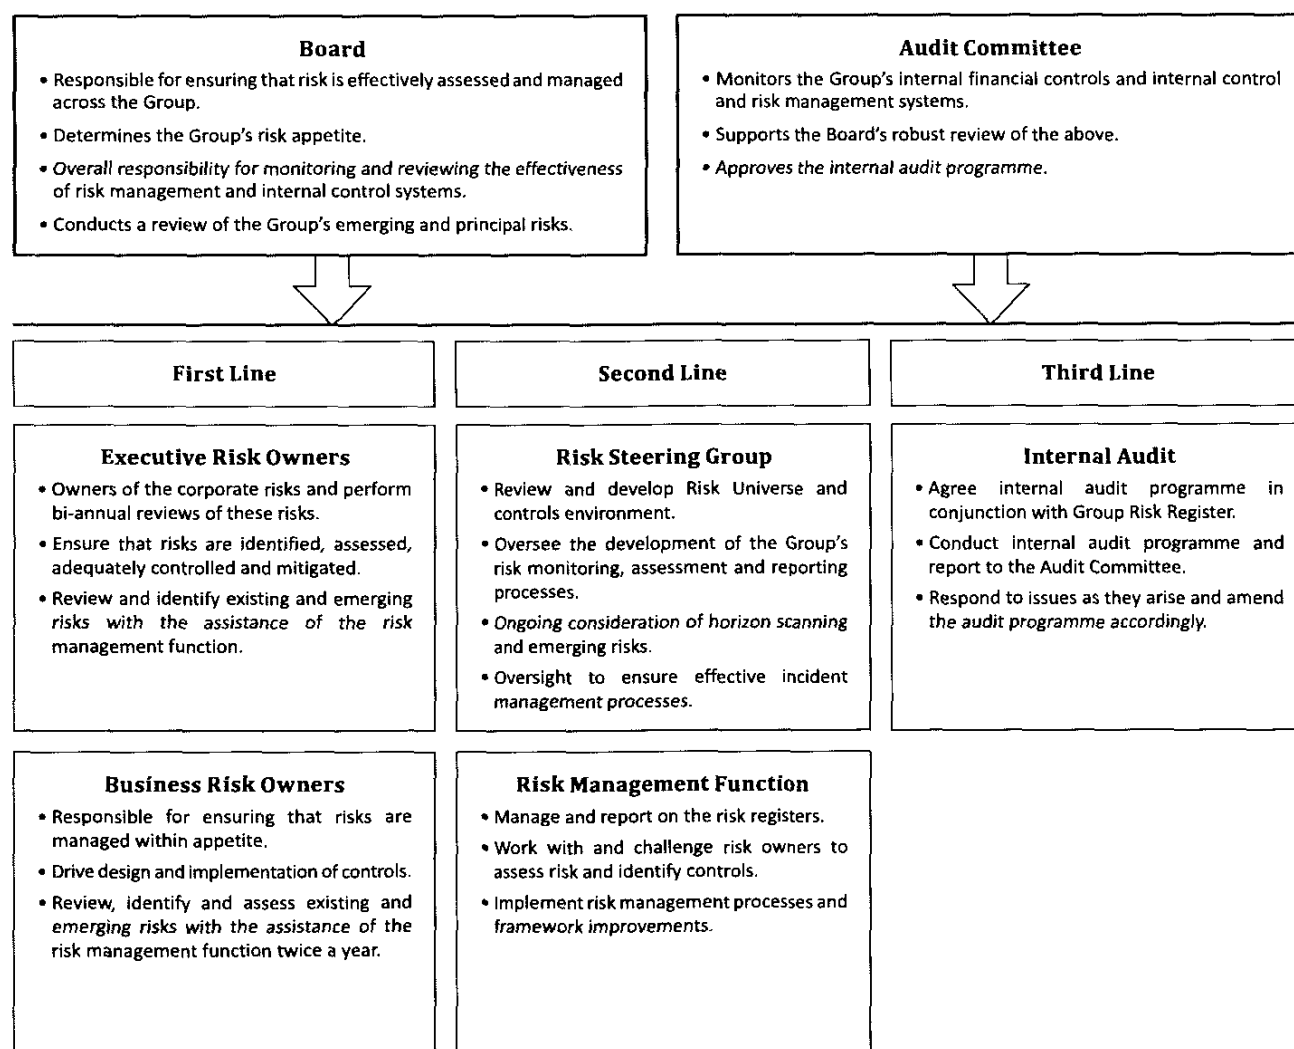 Board
• Responsible for ensuring that risk is effectively assessed and managed
across the Group.
• Determines the Group's risk appetite.
• Overall responsibility for monitoring and reviewing the effectiveness
of risk management and internal control systems.
• Conducts a review of the Group's emerging and principal risks.
Audit Committee
• Monitors the Group's internal financial controls and internal control
and risk management systems.
• Supports the Board's robust review of the above.
• Approves the internal audit programme.
First Line
Second Line
Third Line
Executive Risk Owners
• Owners of the corporate risks and perform
bi-annual reviews of these risks.
• Ensure that risks are identified, assessed,
adequately controlled and mitigated.
• Review and identify existing and emerging
risks with the assistance of the risk
management function.
Risk Steering Group
• Review and develop Risk Universe and
controls environment.
• Oversee the development of the Group's
risk monitoring, assessment and reporting
processes.
• Ongoing consideration of horizon scanning
and emerging risks.
• Oversight to ensure effective incident
management processes.
Internal Audit
• Agree internal audit programme in
conjunction with Group Risk Register.
• Conduct internal audit programme and
report to the Audit Committee.
• Respond to issues as they arise and amend
the audit programme accordingly.
Business Risk Owners
• Responsible for ensuring that risks are
managed within appetite.
• Drive design and implementation of controls.
• Review, identify and assess existing and
emerging risks with the assistance of the
risk management function twice a year.
Risk Management Function
• Manage and report on the risk registers.
• Work with and challenge risk owners to
assess risk and identify controls.
• Implement risk management processes and
framework improvements.